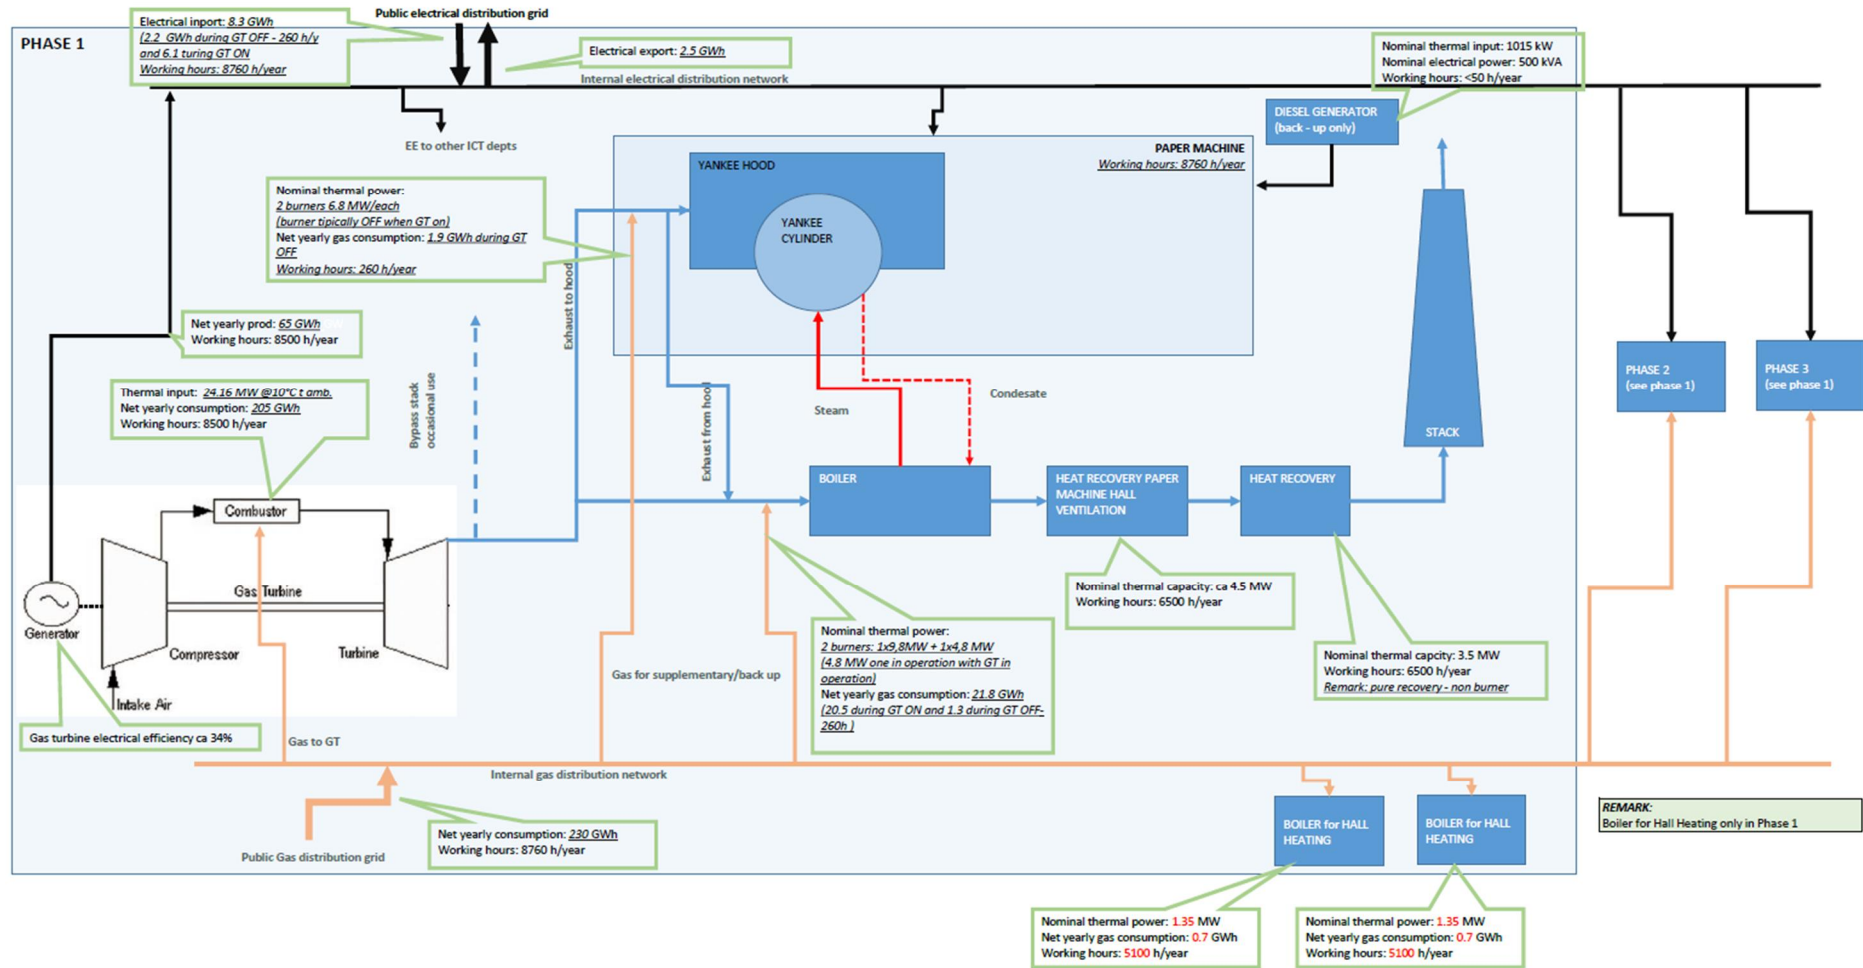 PHASE 1
Electrical inport: 8.3 GWh
(2.2 GWh during GT OFF - 260 h/y
and 6.1 turing GT ON
Working hours: 8760 h/year
Public electrical distribution grid
Electrical export: 2.5 GWh
Internal electrical distribution network
Nominal thermal input: 1015 kW
Nominal electrical power: 500 kVA
Working hours: <50 h/year
DIESEL GENERATOR
(back - up only)
EE to other ICT depts
PAPER MACHINE
Working hours: 8760 h/year
YANKEE HOOD
YANKEE
CYLINDER
Nominal thermal power:
2 burners 6.8 MW/each
(burner tipically OFF when GT on)
Net yearly gas consumption: 1.9 GWh during GT
OFF
Working hours: 260 h/year
Exhaust to hood
Net yearly prod: 65 GWh
Working hours: 8500 h/year
Thermal input: 24.16 MW @10°C t amb.
Net yearly consumption: 205 GWh
Working hours: 8500 h/year
Bypass stack
occasional use
Exhaust from hood
Steam
Condesate
STACK
PHASE 2
(see phase 1)
PHASE 3
(see phase 1)
BOILER
HEAT RECOVERY PAPER
MACHINE HALL
VENTILATION
HEAT RECOVERY
Combustor
Gas Turbine
Generator
Compressor
Turbine
Intake Air
Nominal thermal capacity: ca 4.5 MW
Working hours: 6500 h/year
Nominal thermal power:
2 burners: 1x9,8MW + 1x4,8 MW
(4.8 MW one in operation with GT in
operation)
Net yearly gas consumption: 21.8 GWh
(20.5 during GT ON and 1.3 during GT OFF-
260h )
Nominal thermal capcity: 3.5 MW
Working hours: 6500 h/year
Remark: pure recovery - non burner
Gas for supplementary/back up
Gas turbine electrical efficiency ca 34%
Gas to GT
Internal gas distribution network
Net yearly consumption: 230 GWh
Working hours: 8760 h/year
Public Gas distribution grid
BOILER for HALL
HEATING
BOILER for HALL
HEATING
REMARK:
Boiler for Hall Heating only in Phase 1
Nominal thermal power: 1.35 MW
Net yearly gas consumption: 0.7 GWh
Working hours: 5100 h/year
Nominal thermal power: 1.35 MW
Net yearly gas consumption: 0.7 GWh
Working hours: 5100 h/year